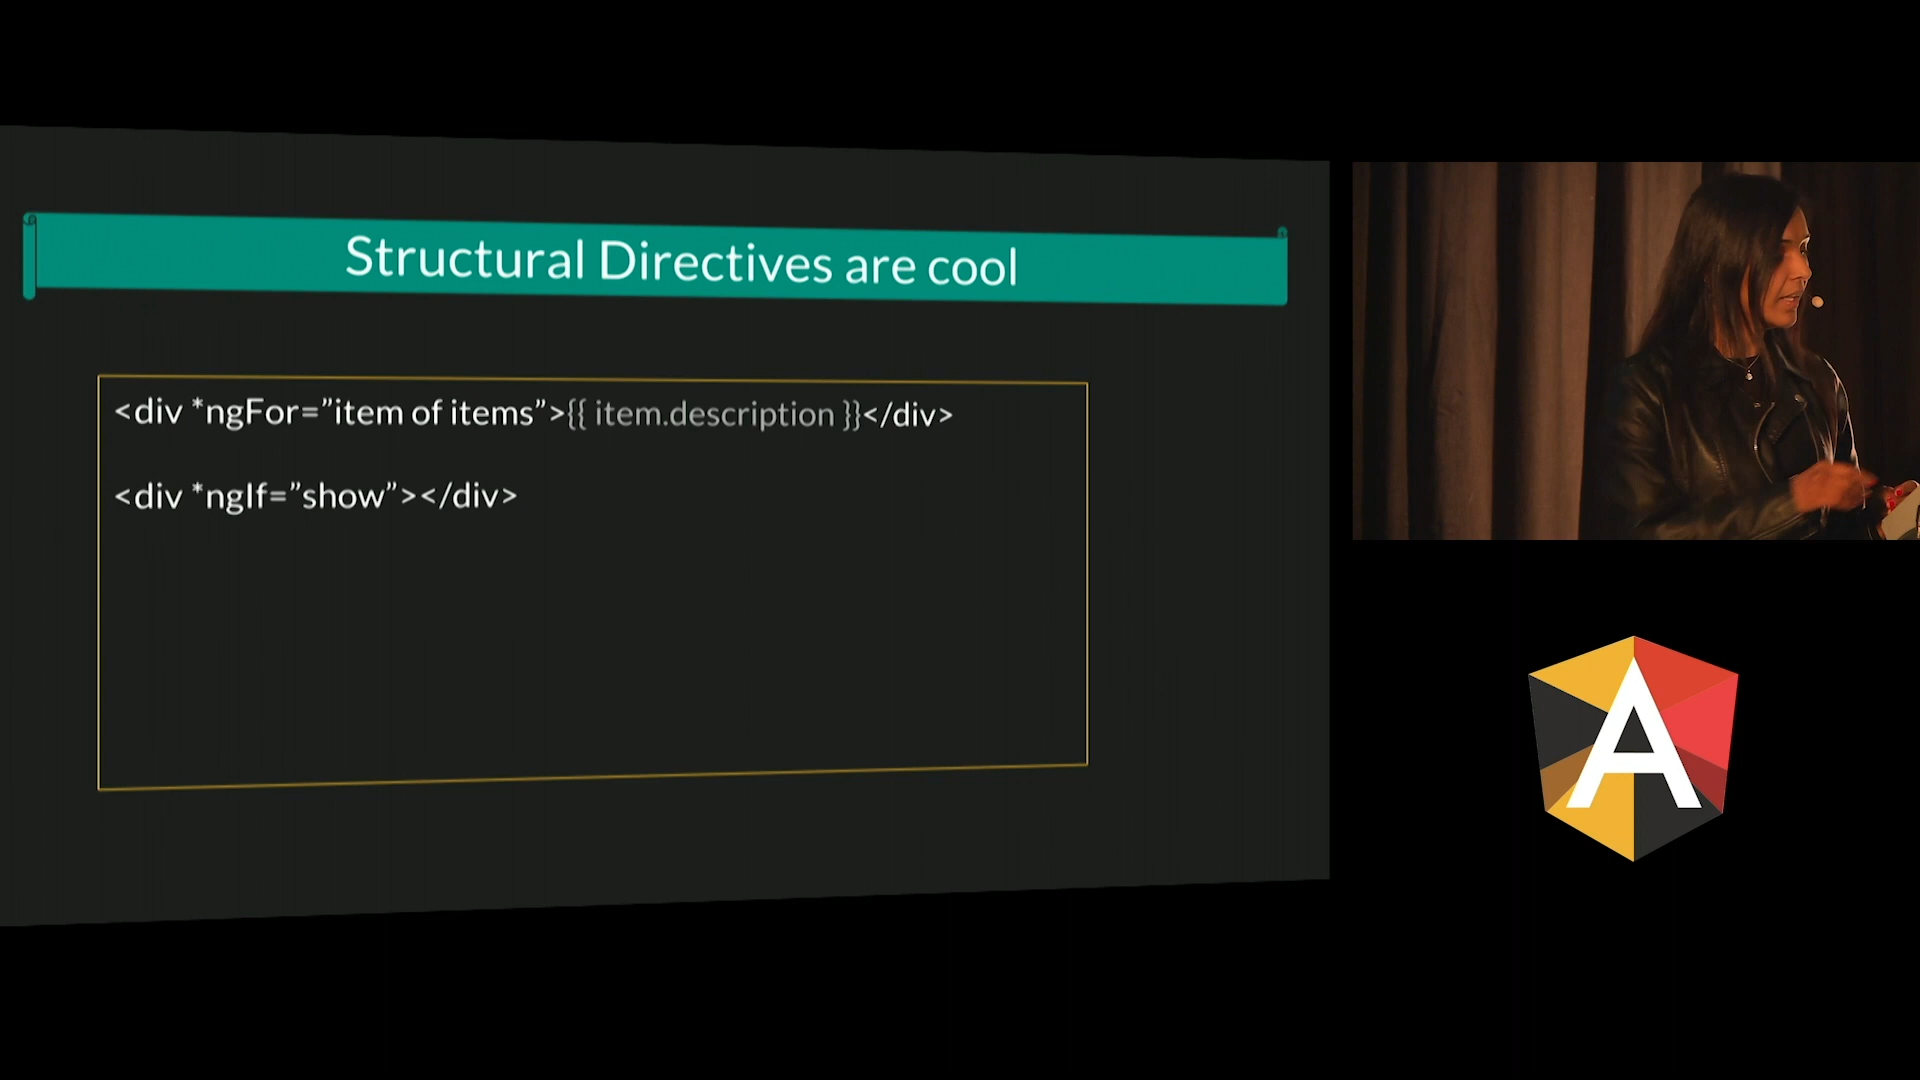 Structural Directives are cool
<div *ngFor=”item of items”>{{ item.description }}</div>
<div *ngIf=”show”></div>
A